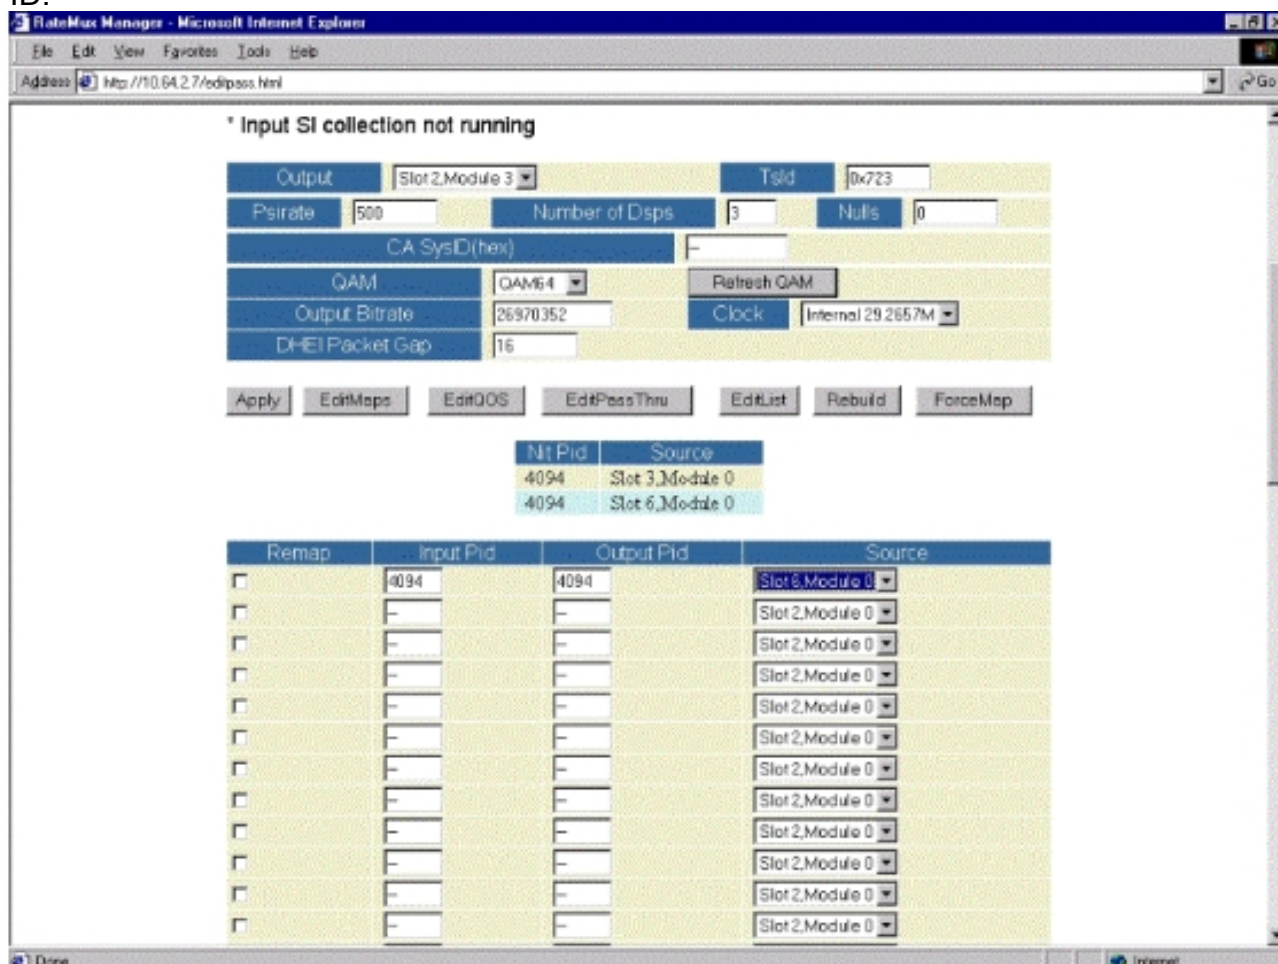 ID:
RateMux Manager - Microsoft Internet Explorer
File Edit View Favorites Tools Help
Address http://10.64.2.7/editpass.html Go
* Input SI collection not running
Output Slot 2,Module 3 TsId 0x723
Psirate 500 Number of Dsps 3 Nulls 0
CA SysID(hex) --
QAM QAM64 Refresh QAM
Output Bitrate 26970352 Clock Internal 29.2657M
DHEI Packet Gap 16
Apply EditMaps EditQOS EditPassThru EditList Rebuild ForceMap
Nit Pid Source
4094 Slot 3,Module 0
4094 Slot 6,Module 0
Remap Input Pid Output Pid Source
4094 4094 Slot 6,Module 0
-- -- Slot 2,Module 0
-- -- Slot 2,Module 0
-- -- Slot 2,Module 0
-- -- Slot 2,Module 0
-- -- Slot 2,Module 0
-- -- Slot 2,Module 0
-- -- Slot 2,Module 0
-- -- Slot 2,Module 0
-- -- Slot 2,Module 0
-- -- Slot 2,Module 0
-- -- Slot 2,Module 0
Done Internet